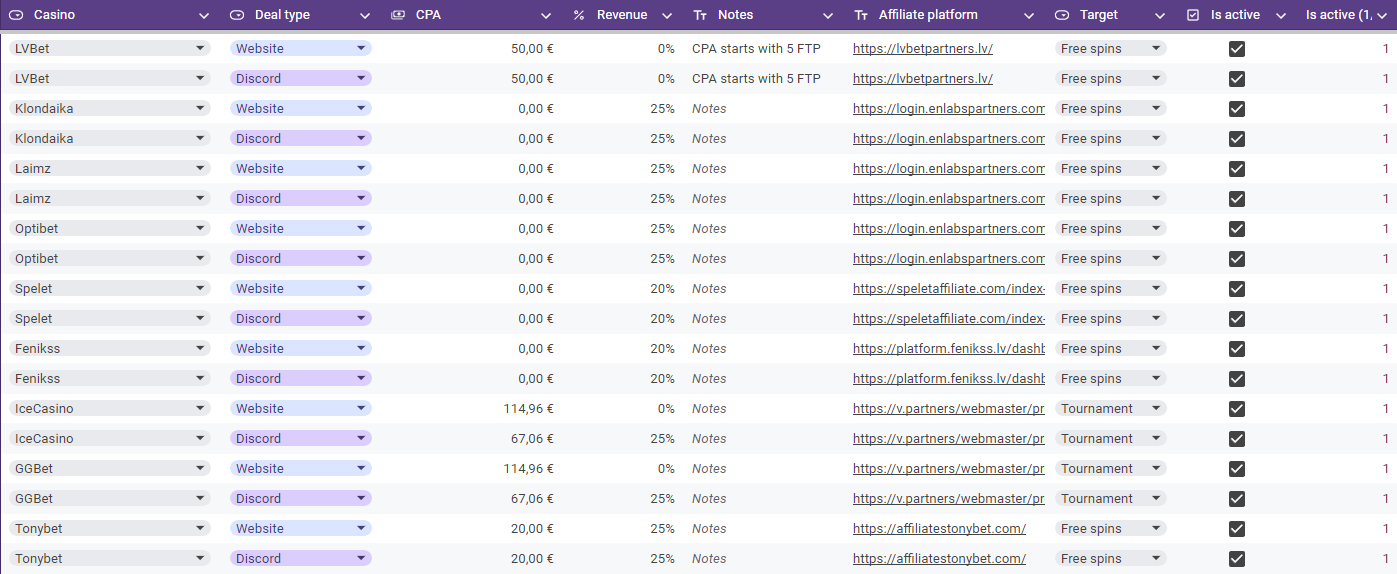 Casino Deal type CPA % Revenue Tт Notes Tт Affiliate platform Target Is active Is active (1,
LVBet Website 50,00 € 0% CPA starts with 5 FTP https://lvbetpartners.lv/ Free spins 1
LVBet Discord 50,00 € 0% CPA starts with 5 FTP https://lvbetpartners.lv/ Free spins 1
Klondaika Website 0,00 € 25% Notes https://login.enlabspartners.com Free spins 1
Klondaika Discord 0,00 € 25% Notes https://login.enlabspartners.com Free spins 1
Laimz Website 0,00 € 25% Notes https://login.enlabspartners.com Free spins 1
Laimz Discord 0,00 € 25% Notes https://login.enlabspartners.com Free spins 1
Optibet Website 0,00 € 25% Notes https://login.enlabspartners.com Free spins 1
Optibet Discord 0,00 € 25% Notes https://login.enlabspartners.com Free spins 1
Spelet Website 0,00 € 20% Notes https://speletaffiliate.com/index- Free spins 1
Spelet Discord 0,00 € 20% Notes https://speletaffiliate.com/index- Free spins 1
Fenikss Website 0,00 € 20% Notes https://platform.fenikss.lv/dashb Free spins 1
Fenikss Discord 0,00 € 20% Notes https://platform.fenikss.lv/dashb Free spins 1
IceCasino Website 114,96 € 0% Notes https://v.partners/webmaster/pr Tournament 1
IceCasino Discord 67,06 € 25% Notes https://v.partners/webmaster/pr Tournament 1
GGBet Website 114,96 € 0% Notes https://v.partners/webmaster/pr Tournament 1
GGBet Discord 67,06 € 25% Notes https://v.partners/webmaster/pr Tournament 1
Tonybet Website 20,00 € 25% Notes https://affiliatestonybet.com/ Free spins 1
Tonybet Discord 20,00 € 25% Notes https://affiliatestonybet.com/ Free spins 1